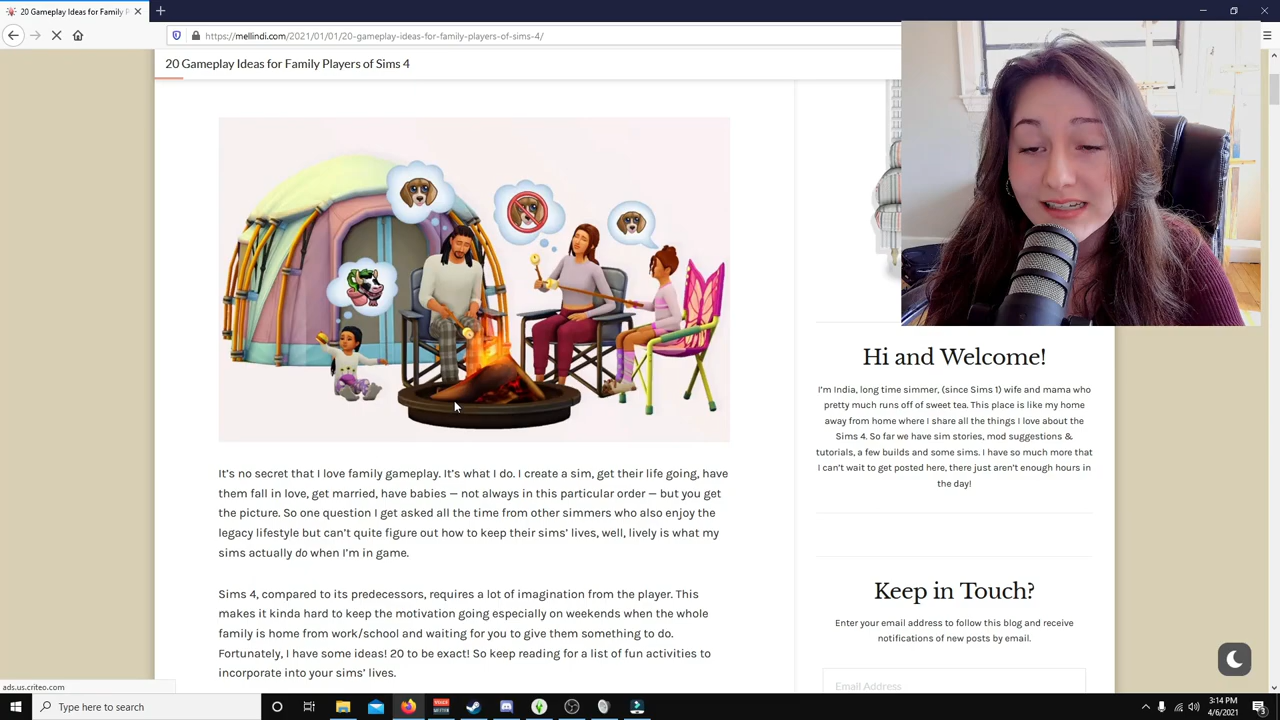 20 Gameplay Ideas for Family P
https://mellindi.com/2021/01/01/20-gameplay-ideas-for-family-players-of-sims-4/
20 Gameplay Ideas for Family Players of Sims 4
It's no secret that I love family gameplay. It's what I do. I create a sim, get their life going, have
them fall in love, get married, have babies — not always in this particular order — but you get
the picture. So one question I get asked all the time from other simmers who also enjoy the
legacy lifestyle but can't quite figure out how to keep their sims' lives, well, lively is what my
sims actually do when I'm in game.
Sims 4, compared to its predecessors, requires a lot of imagination from the player. This
makes it kinda hard to keep the motivation going especially on weekends when the whole
family is home from work/school and waiting for you to give them something to do.
Fortunately, I have some ideas! 20 to be exact! So keep reading for a list of fun activities to
incorporate into your sims' lives.
Hi and Welcome!
I'm India, long time simmer, (since Sims 1) wife and mama who
pretty much runs off of sweet tea. This place is like my home
away from home where I share all the things I love about the
Sims 4. So far we have sim stories, mod suggestions &
tutorials, a few builds and some sims. I have so much more that
I can't wait to get posted here, there just aren't enough hours in
the day!
Keep in Touch?
Enter your email address to follow this blog and receive
notifications of new posts by email.
Email Address
ads.us.criteo.com
Type here to search
VOICE
MEETER
3:14 PM
4/6/2021
3